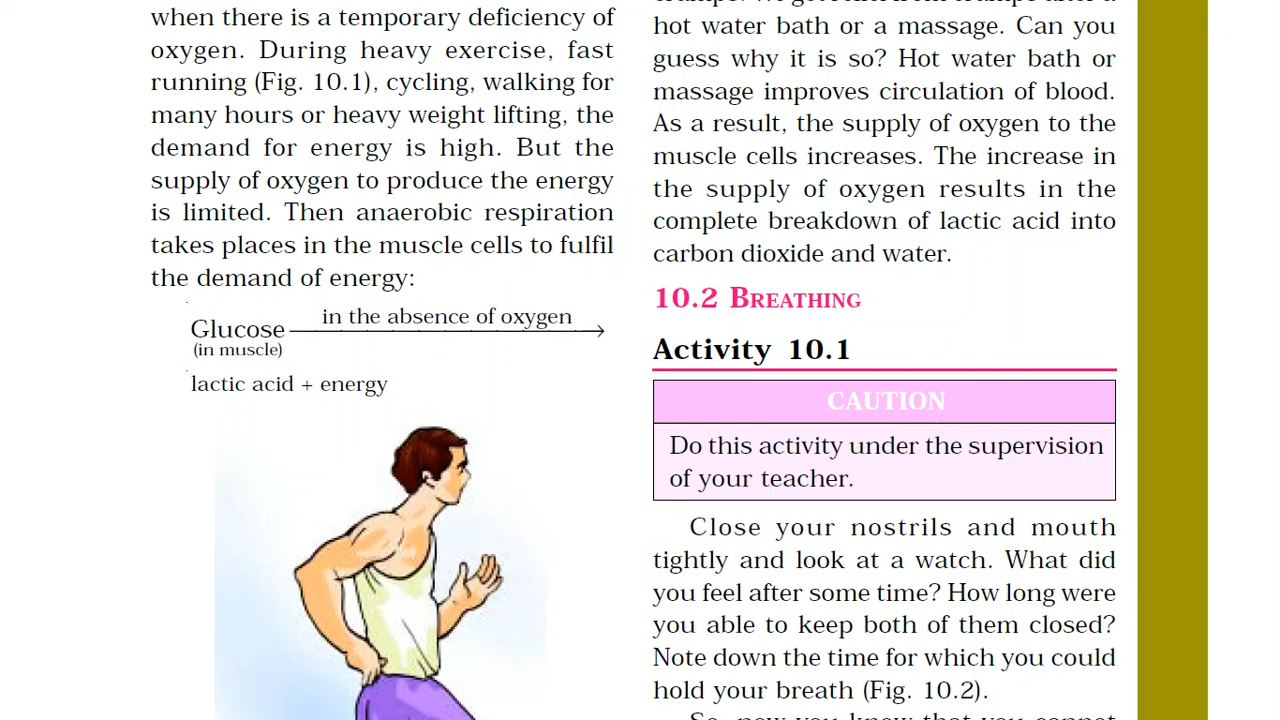 when there is a temporary deficiency of
oxygen. During heavy exercise, fast
running (Fig. 10.1), cycling, walking for
many hours or heavy weight lifting, the
demand for energy is high. But the
supply of oxygen to produce the energy
is limited. Then anaerobic respiration
takes places in the muscle cells to fulfil
the demand of energy:
in the absence of oxygen
Glucose
(in muscle)
lactic acid + energy
hot water bath or a massage. Can you
guess why it is so? Hot water bath or
massage improves circulation of blood.
As a result, the supply of oxygen to the
muscle cells increases. The increase in
the supply of oxygen results in the
complete breakdown of lactic acid into
carbon dioxide and water.
10.2 BREATHING
Activity 10.1
CAUTION
Do this activity under the supervision
of your teacher.
Close your nostrils and mouth
tightly and look at a watch. What did
you feel after some time? How long were
you able to keep both of them closed?
Note down the time for which you could
hold your breath (Fig. 10.2).
So, now you know that you cannot